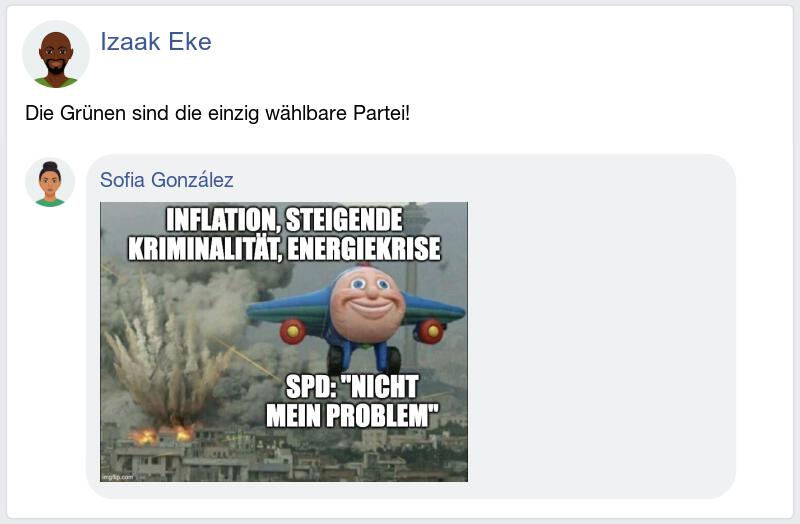 Izaak Eke
Die Grünen sind die einzig wählbare Partei!
Sofia González
INFLATION, STEIGENDE
KRIMINALITÄT, ENERGIEKRISE
SPD: "NICHT
MEIN PROBLEM"
imgflip.com